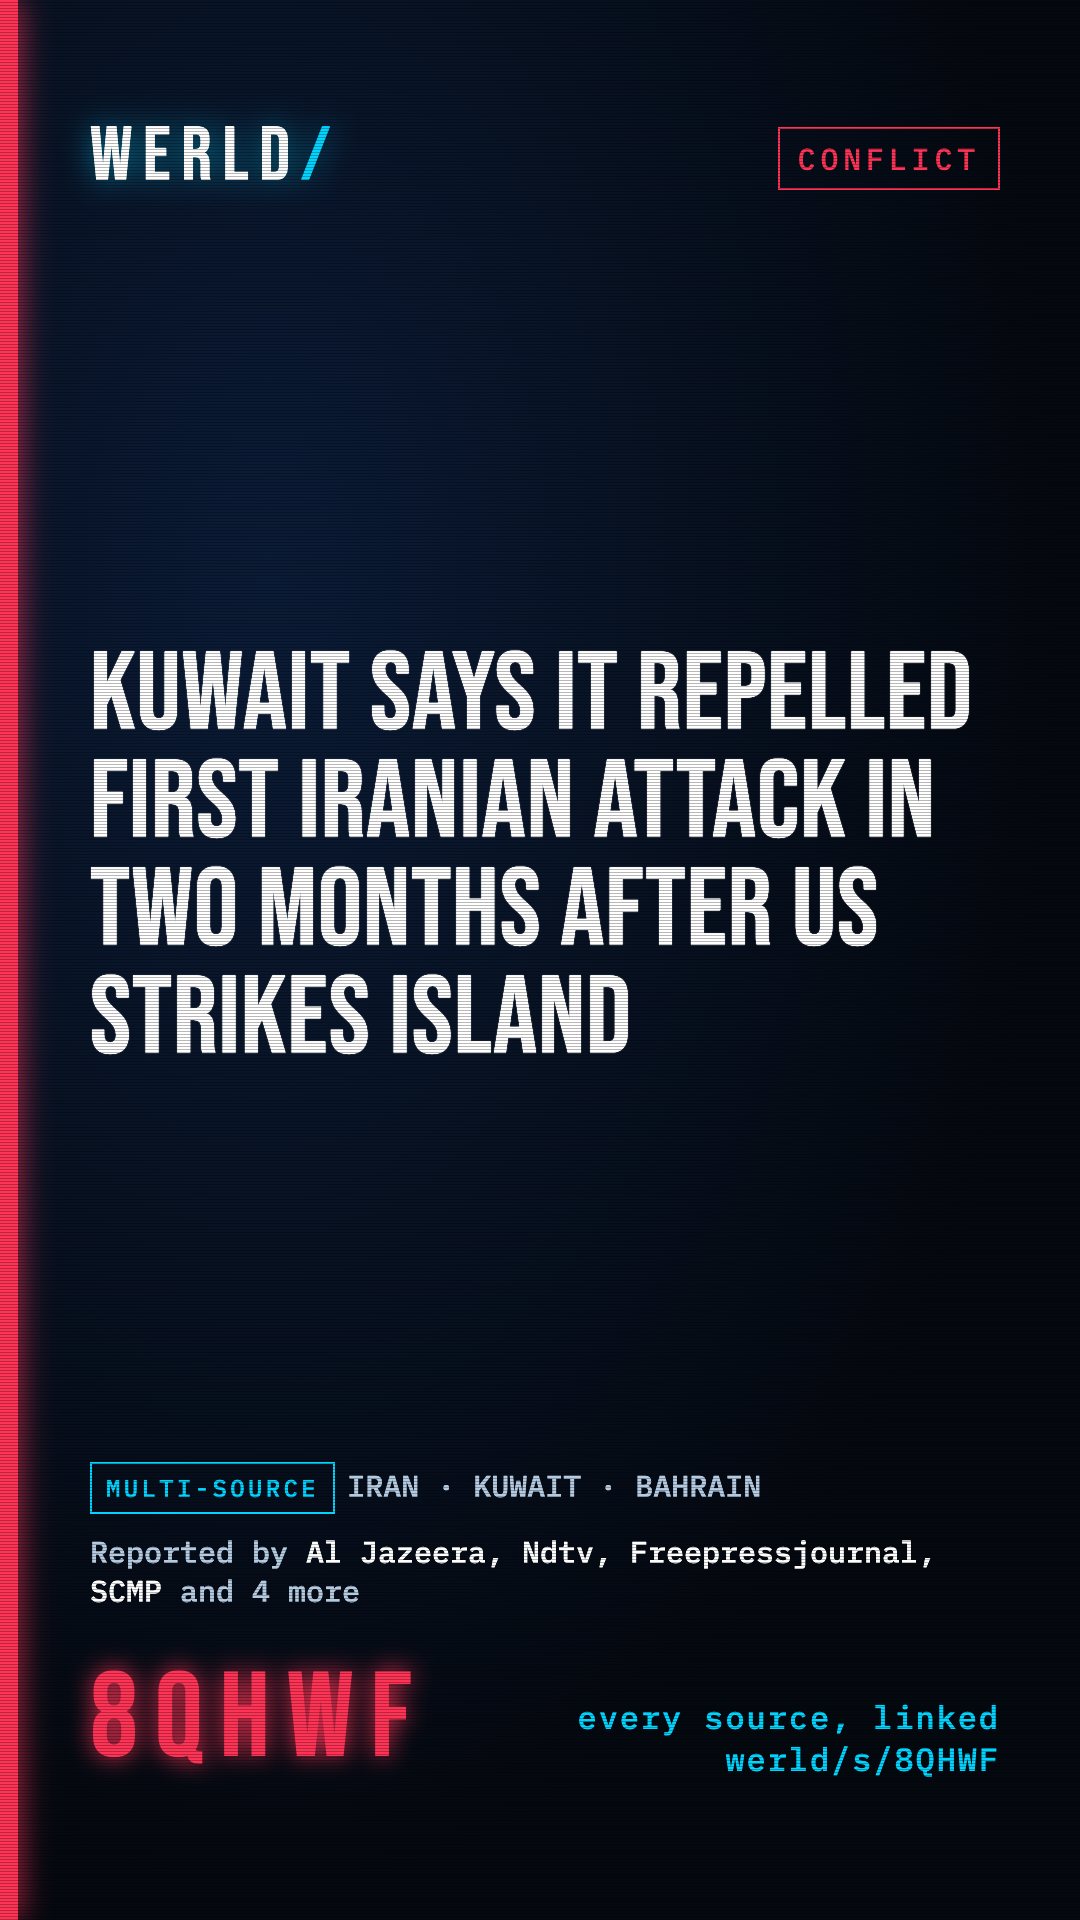 WERLD/
CONFLICT
KUWAIT SAYS IT REPELLED
FIRST IRANIAN ATTACK IN
TWO MONTHS AFTER US
STRIKES ISLAND
MULTI-SOURCE IRAN · KUWAIT · BAHRAIN
Reported by Al Jazeera, Ndtv, Freepressjournal,
SCMP and 4 more
8QHWF
every source, linked
werld/s/8QHWF